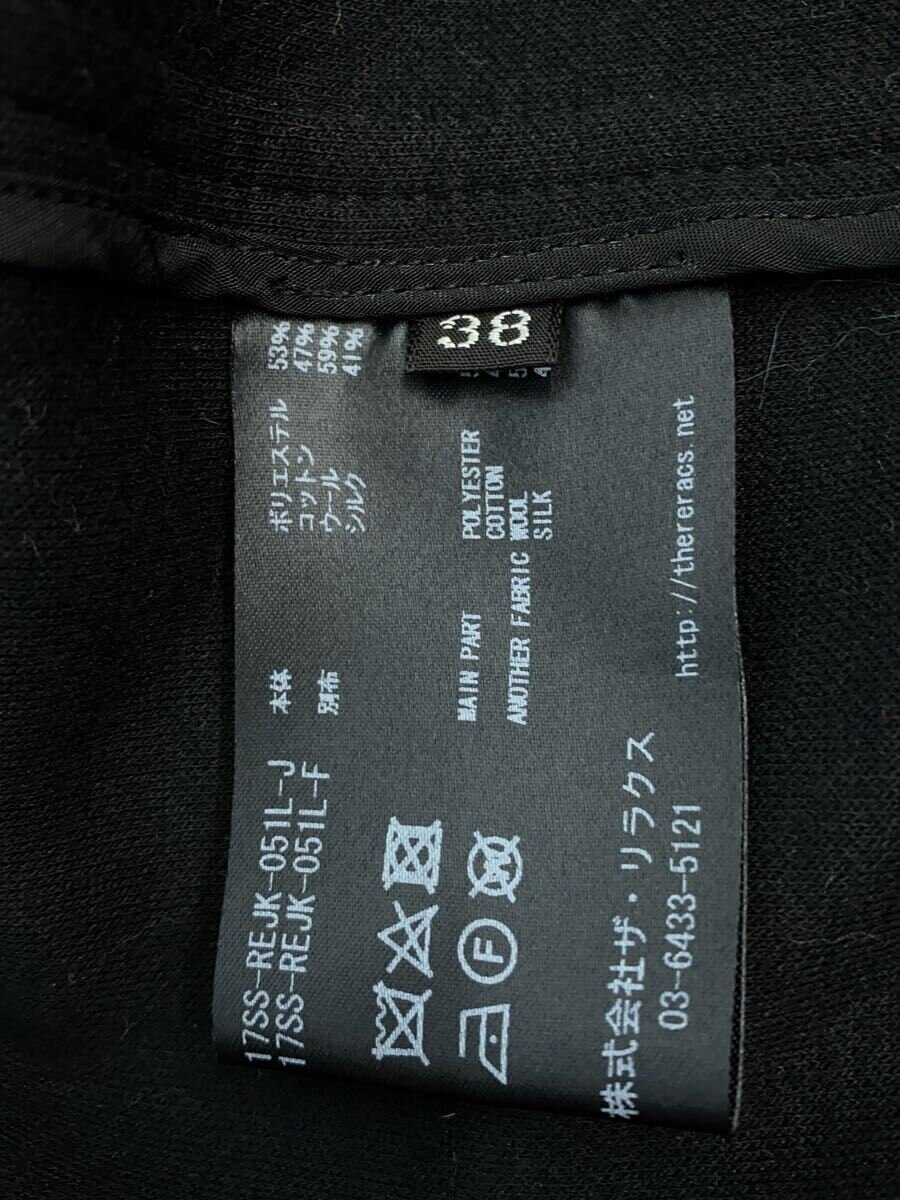 38
17SS-REJK-051L-J
17SS-REJK-051L-F
本体 ポリエステル 53%
コットン 47%
別布 ウール 59%
シルク 41%
MAIN PART POLYESTER
COTTON
ANOTHER FABRIC WOOL
SILK
F
W
株式会社ザ・リラクス
03-6433-5121
http://thereracs.net